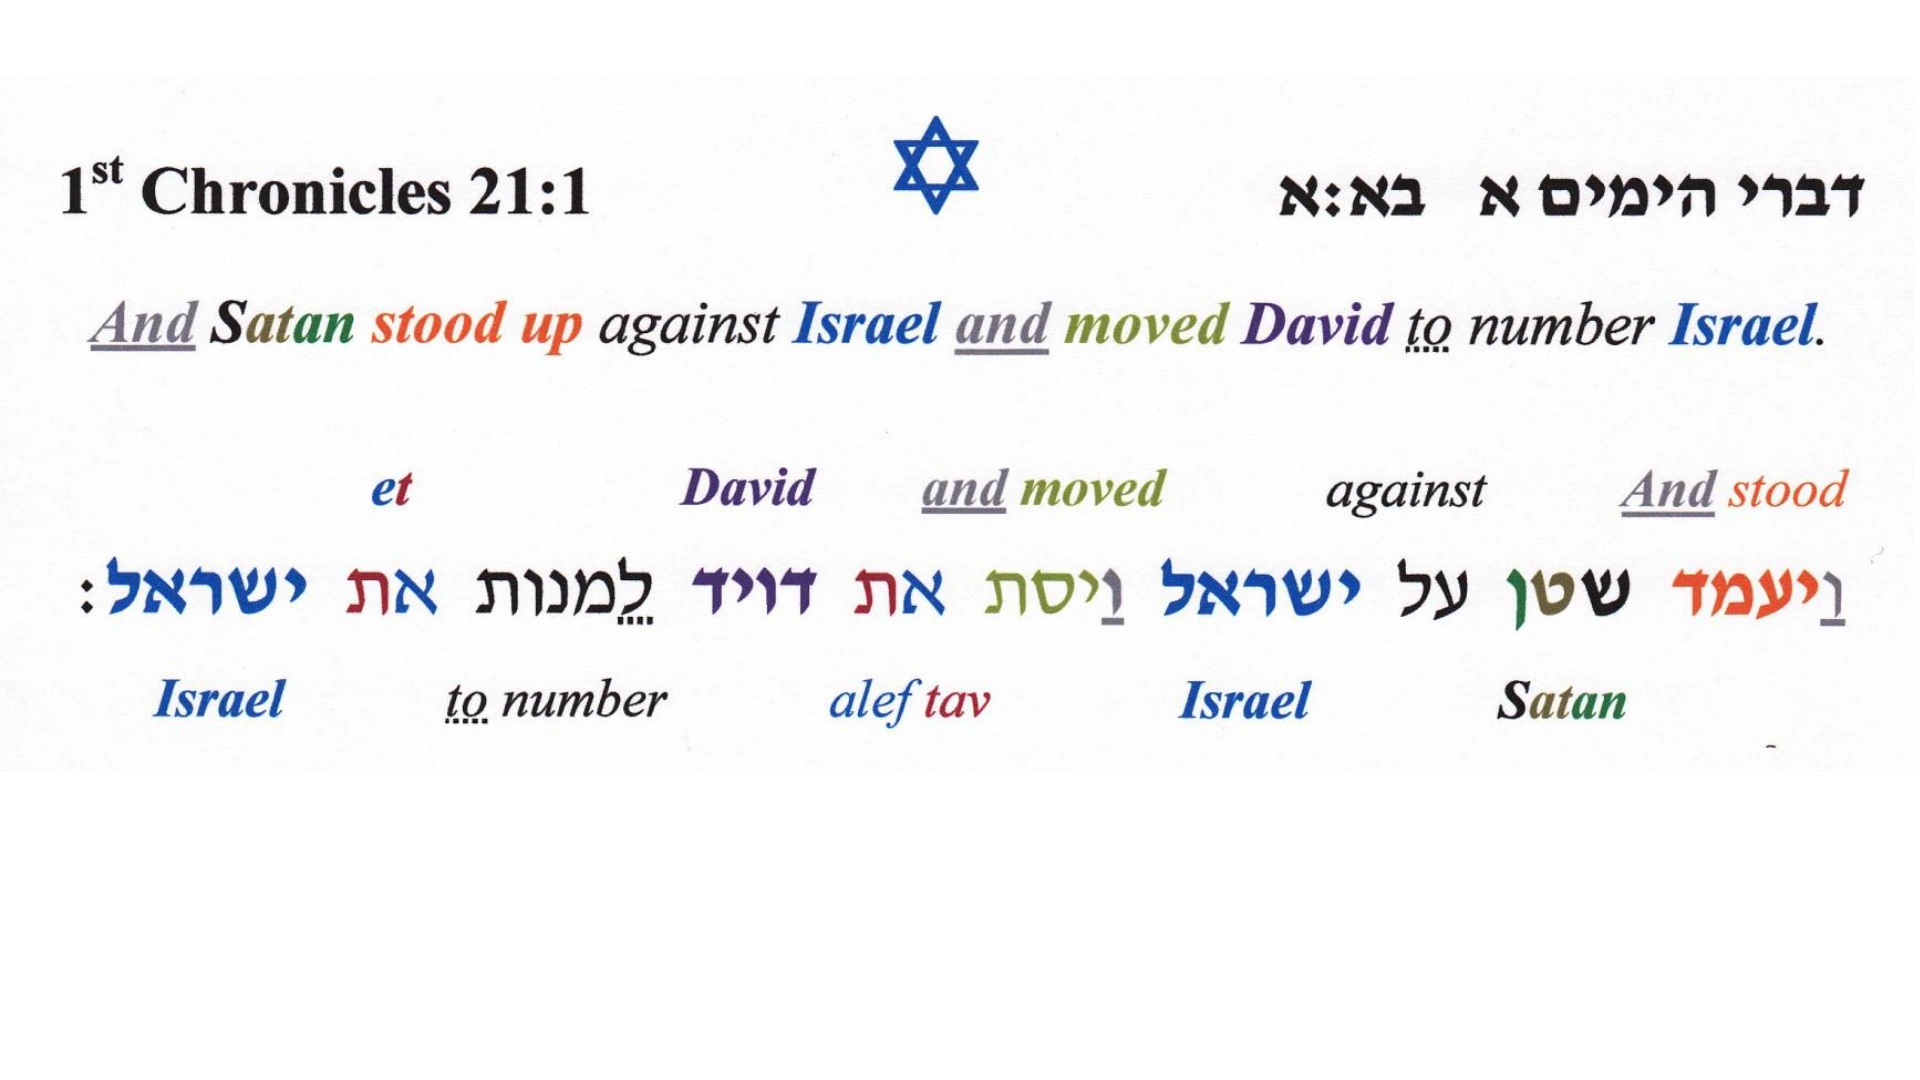 1st Chronicles 21:1 דברי הימים א בא:א
And Satan stood up against Israel and moved David to number Israel.
et David and moved against And stood
וַיעמד שטן על ישראל וַיסת את דויד לִמנות את ישראל:
Israel to number alef tav Israel Satan